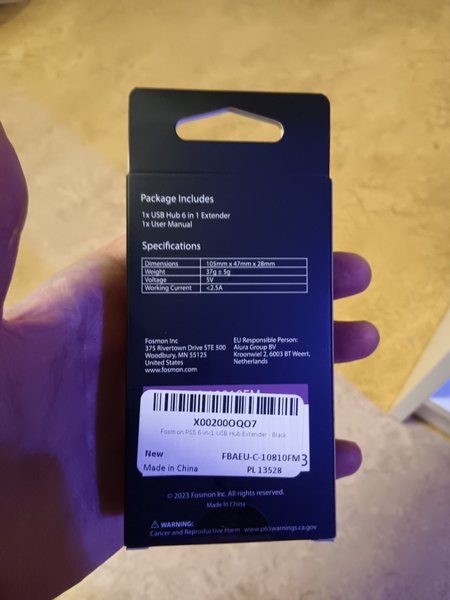 Package Includes
1x USB Hub 6 in 1 Extender
1x User Manual
Specifications
Dimensions 105mm x 47mm x 28mm
Weight 37g ± 5g
Voltage 5V
Working Current <2.5A
Fosmon Inc
375 Rivertown Drive STE 500
Woodbury, MN 55125
United States
www.fosmon.com
EU Responsible Person:
Alura Group BV
Kroonwiel 2, 6003 BT Weert,
Netherlands
X00200OQO7
Fosmon PS5 6-in-1 USB Hub Extender - Black
New
FBAEU-C-10810FM3
Made in China
PL 13528
© 2023 Fosmon Inc. All rights reserved.
Made In China
WARNING:
Cancer and Reproductive Harm www.p65warnings.ca.gov